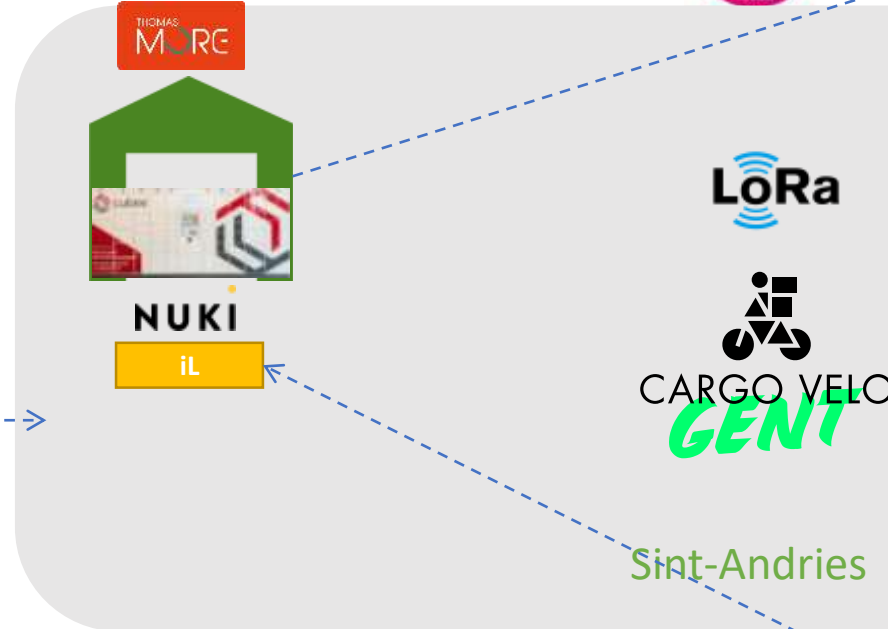 THOMAS
MORE
LoRa
NUKI
iL
CARGO VELO
GENT
Sint-Andries